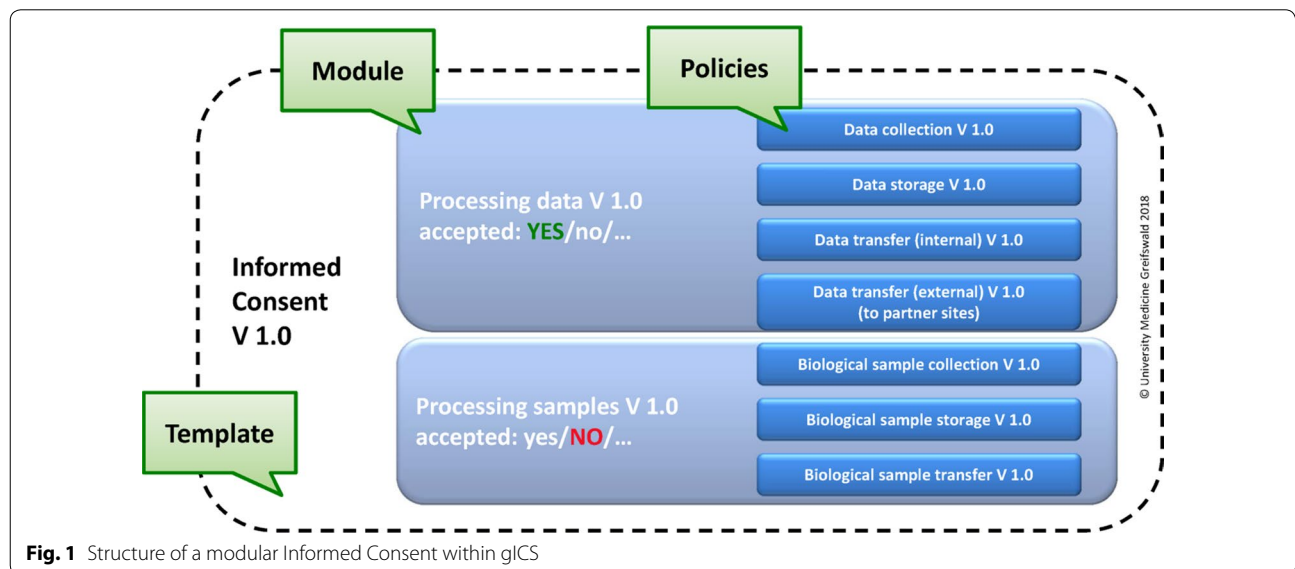 Module
Policies
Data collection V 1.0
Data storage V 1.0
Processing data V 1.0
accepted: YES/no/...
Data transfer (internal) V 1.0
Data transfer (external) V 1.0
(to partner sites)
Informed
Consent
V 1.0
Biological sample collection V 1.0
Processing samples V 1.0
accepted: yes/NO/...
Biological sample storage V 1.0
Biological sample transfer V 1.0
Template
© University Medicine Greifswald 2018
Fig. 1 Structure of a modular Informed Consent within gICS